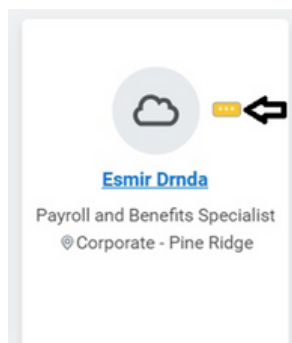 Esmir Drnda
Payroll and Benefits Specialist
Corporate - Pine Ridge